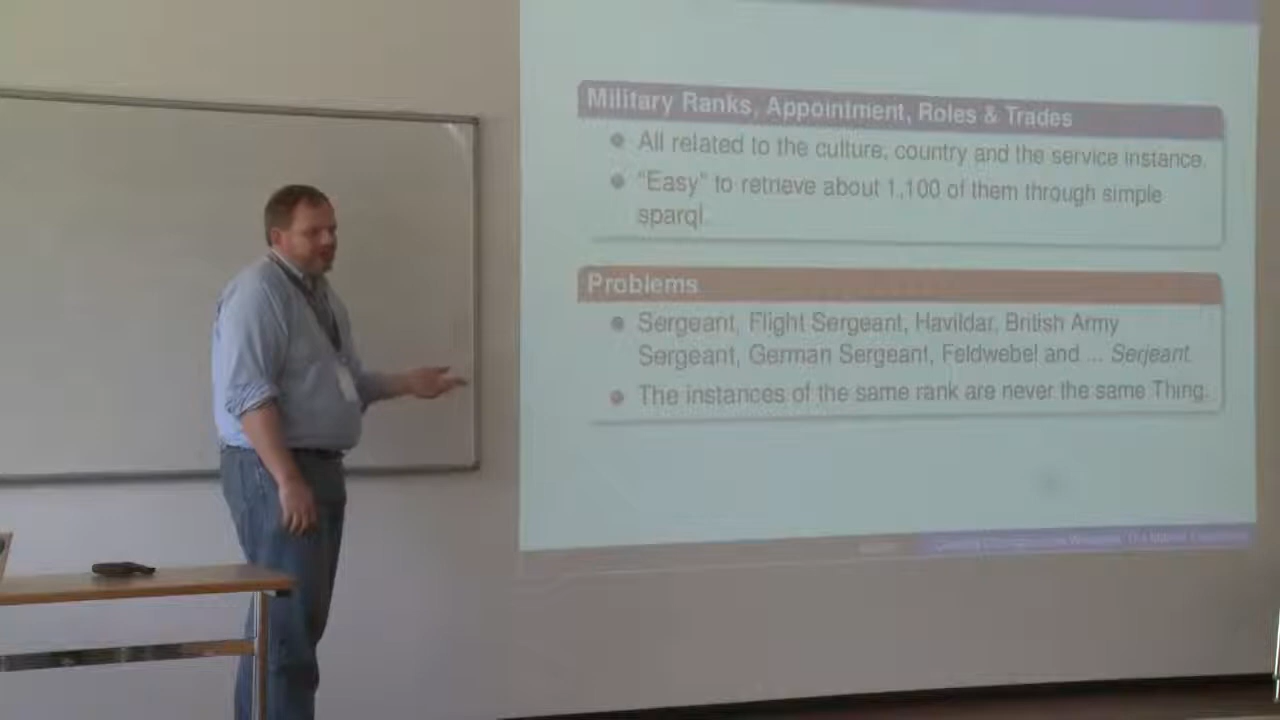 Military Ranks, Appointment, Roles & Trades
All related to the culture, country and the service instance.
"Easy" to retrieve about 1,100 of them through simple
sparql.
Problems
Sergeant, Flight Sergeant, Havildar, British Army
Sergeant, German Sergeant, Feldwebel and ... Serjeant.
The instances of the same rank are never the same Thing.